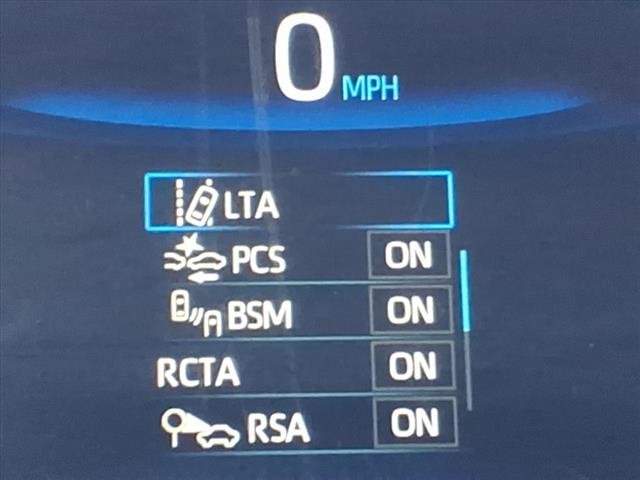 0 MPH
LTA
PCS ON
BSM ON
RCTA ON
RSA ON